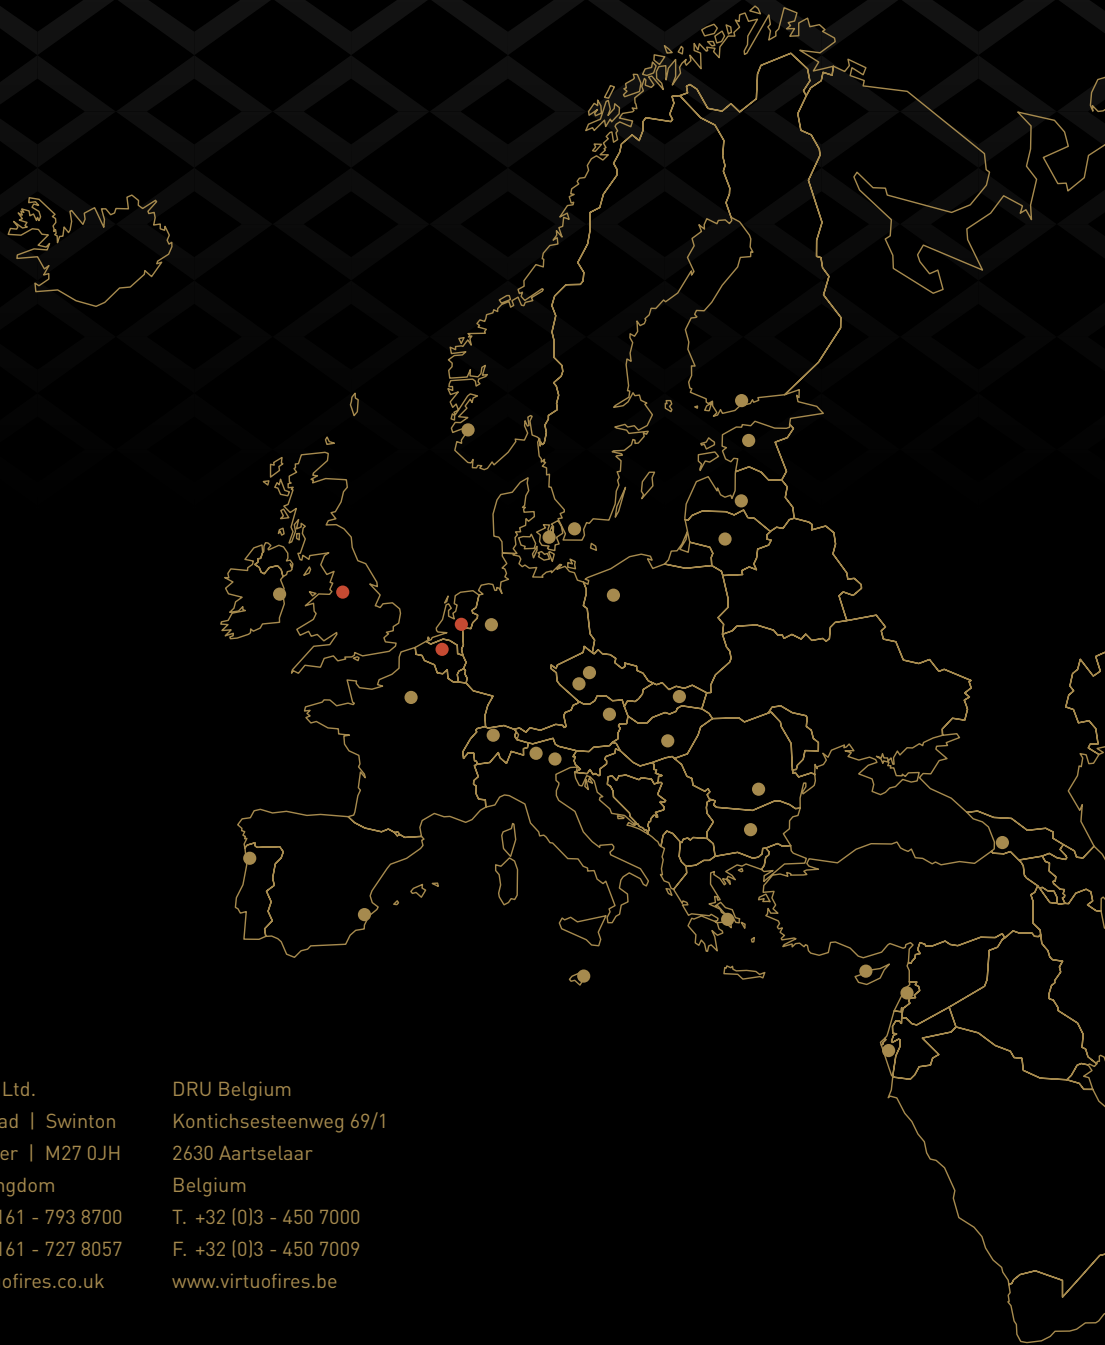 Ltd.
ad | Swinton
er | M27 0JH
ngdom
161 - 793 8700
161 - 727 8057
ofires.co.uk
DRU Belgium
Kontichsesteenweg 69/1
2630 Aartselaar
Belgium
T. +32 (0)3 - 450 7000
F. +32 (0)3 - 450 7009
www.virtuofires.be